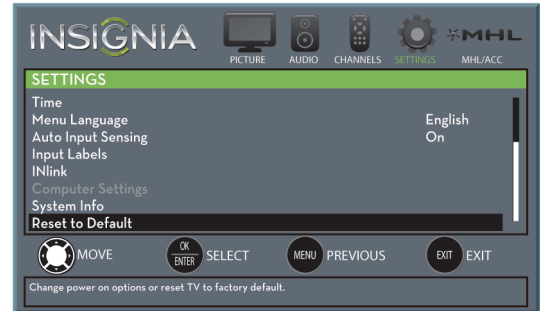 INSIGNIA
PICTURE AUDIO CHANNELS SETTINGS MHL MHL/ACC
SETTINGS
Time
Menu Language English
Auto Input Sensing On
Input Labels
INlink
Computer Settings
System Info
Reset to Default
MOVE OK ENTER SELECT MENU PREVIOUS EXIT EXIT
Change power on options or reset TV to factory default.